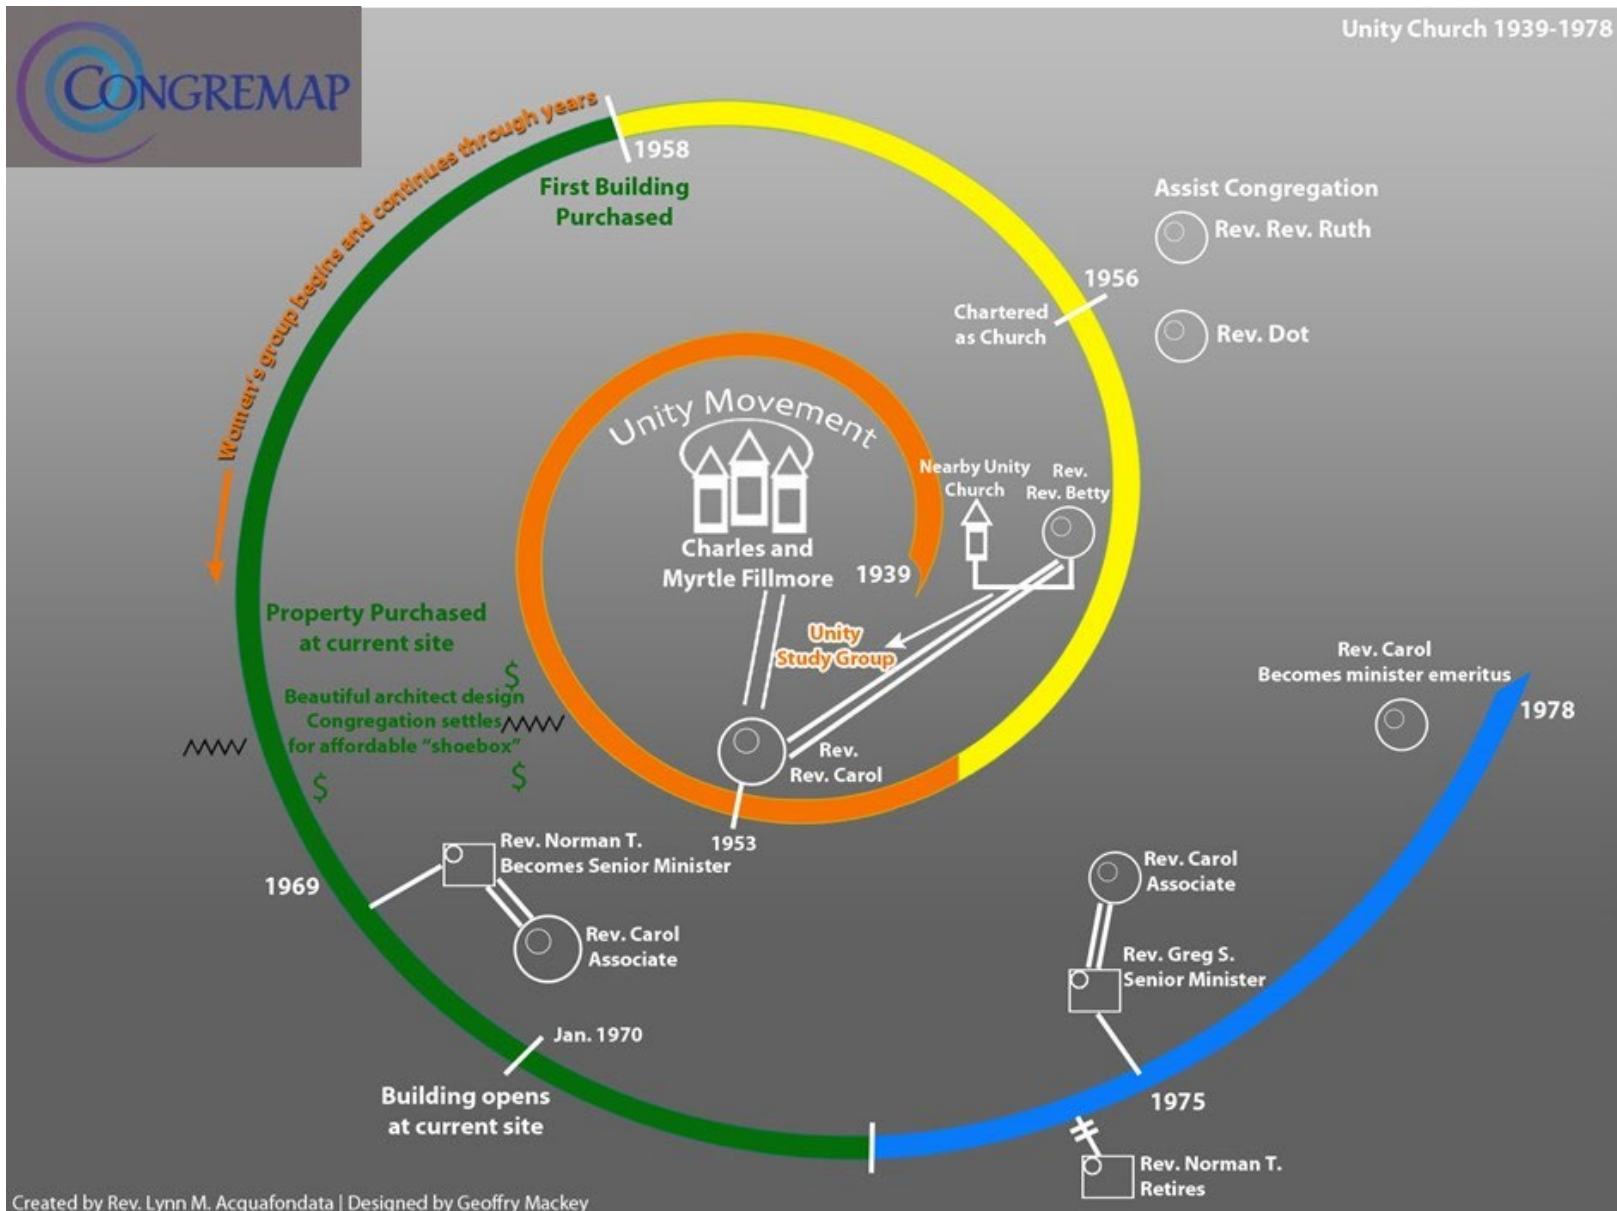 CONGREMAP
Unity Church 1939-1978
Women's group begins and continues through years
1958
First Building
Purchased
Assist Congregation
Rev. Rev. Ruth
1956
Chartered
as Church
Rev. Dot
Unity Movement
Nearby Unity
Church
Rev.
Rev. Betty
Charles and
Myrtle Fillmore
1939
Unity
Study Group
Property Purchased
at current site
$
Beautiful architect design
Congregation settles
for affordable "shoebox"
$
$
Rev. Carol
Becomes minister emeritus
1978
Rev.
Rev. Carol
1953
Rev. Norman T.
Becomes Senior Minister
1969
Rev. Carol
Associate
Rev. Carol
Associate
Rev. Greg S.
Senior Minister
Jan. 1970
Building opens
at current site
1975
Rev. Norman T.
Retires
Created by Rev. Lynn M. Acquafondata | Designed by Geoffry Mackey